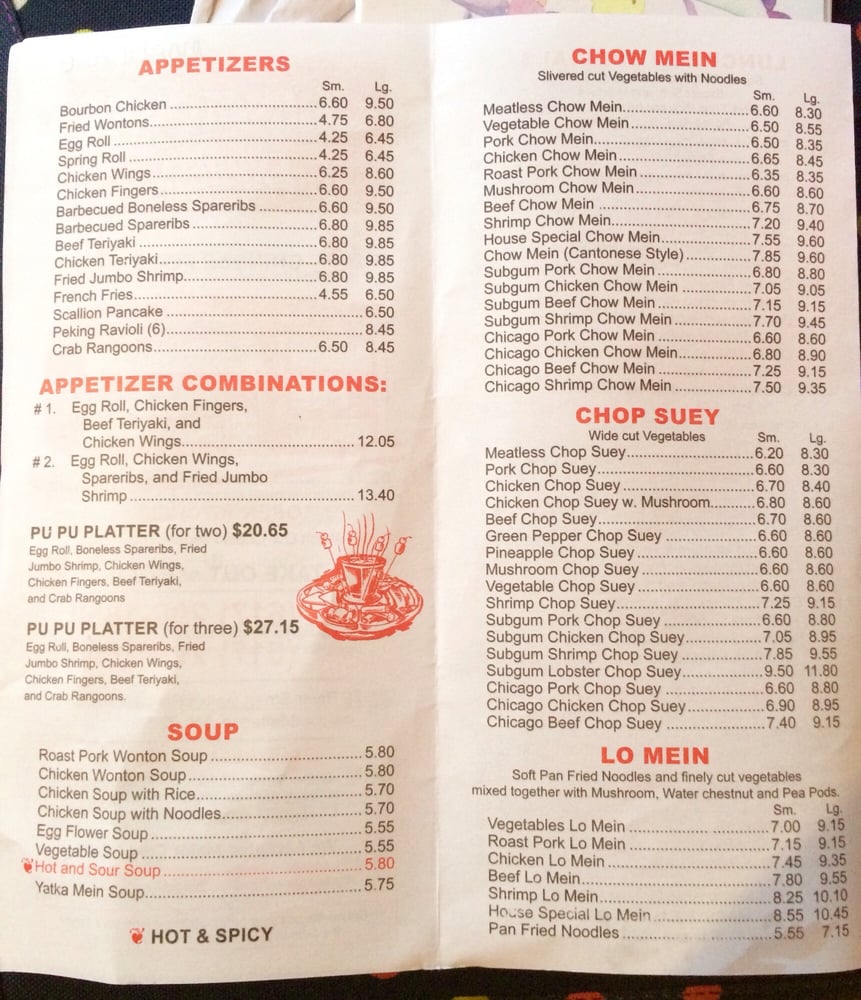 APPETIZERS
Sm. Lg.
Bourbon Chicken 6.60 9.50
Fried Wontons 4.75 6.80
Egg Roll 4.25 6.45
Spring Roll 4.25 6.45
Chicken Wings 6.25 8.60
Chicken Fingers 6.60 9.50
Barbecued Boneless Spareribs 6.60 9.50
Barbecued Spareribs 6.80 9.85
Beef Teriyaki 6.80 9.85
Chicken Teriyaki 6.80 9.85
Fried Jumbo Shrimp 6.80 9.85
French Fries 4.55 6.50
Scallion Pancake 6.50
Peking Ravioli (6) 8.45
Crab Rangoons 6.50 8.45
APPETIZER COMBINATIONS:
# 1. Egg Roll, Chicken Fingers,
Beef Teriyaki, and
Chicken Wings 12.05
# 2. Egg Roll, Chicken Wings,
Spareribs, and Fried Jumbo
Shrimp 13.40
PU PU PLATTER (for two) $20.65
Egg Roll, Boneless Spareribs, Fried
Jumbo Shrimp, Chicken Wings,
Chicken Fingers, Beef Teriyaki,
and Crab Rangoons
PU PU PLATTER (for three) $27.15
Egg Roll, Boneless Spareribs, Fried
Jumbo Shrimp, Chicken Wings,
Chicken Fingers, Beef Teriyaki,
and Crab Rangoons.
SOUP
Roast Pork Wonton Soup 5.80
Chicken Wonton Soup 5.80
Chicken Soup with Rice 5.70
Chicken Soup with Noodles 5.70
Egg Flower Soup 5.55
Vegetable Soup 5.55
Hot and Sour Soup 5.80
Yatka Mein Soup 5.75
HOT & SPICY
CHOW MEIN
Slivered cut Vegetables with Noodles
Sm. Lg.
Meatless Chow Mein 6.60 8.30
Vegetable Chow Mein 6.50 8.55
Pork Chow Mein 6.50 8.35
Chicken Chow Mein 6.65 8.45
Roast Pork Chow Mein 6.35 8.35
Mushroom Chow Mein 6.60 8.60
Beef Chow Mein 6.75 8.70
Shrimp Chow Mein 7.20 9.40
House Special Chow Mein 7.55 9.60
Chow Mein (Cantonese Style) 7.85 9.60
Subgum Pork Chow Mein 6.80 8.80
Subgum Chicken Chow Mein 7.05 9.05
Subgum Beef Chow Mein 7.15 9.15
Subgum Shrimp Chow Mein 7.70 9.45
Chicago Pork Chow Mein 6.60 8.60
Chicago Chicken Chow Mein 6.80 8.90
Chicago Beef Chow Mein 7.25 9.15
Chicago Shrimp Chow Mein 7.50 9.35
CHOP SUEY
Wide cut Vegetables Sm. Lg.
Meatless Chop Suey 6.20 8.30
Pork Chop Suey 6.60 8.30
Chicken Chop Suey 6.70 8.40
Chicken Chop Suey w. Mushroom 6.80 8.60
Beef Chop Suey 6.70 8.60
Green Pepper Chop Suey 6.60 8.60
Pineapple Chop Suey 6.60 8.60
Mushroom Chop Suey 6.60 8.60
Vegetable Chop Suey 6.60 8.60
Shrimp Chop Suey 7.25 9.15
Subgum Pork Chop Suey 6.60 8.80
Subgum Chicken Chop Suey 7.05 8.95
Subgum Shrimp Chop Suey 7.85 9.55
Subgum Lobster Chop Suey 9.50 11.80
Chicago Pork Chop Suey 6.60 8.80
Chicago Chicken Chop Suey 6.90 8.95
Chicago Beef Chop Suey 7.40 9.15
LO MEIN
Soft Pan Fried Noodles and finely cut vegetables
mixed together with Mushroom, Water chestnut and Pea Pods.
Sm. Lg.
Vegetables Lo Mein 7.00 9.15
Roast Pork Lo Mein 7.15 9.15
Chicken Lo Mein 7.45 9.35
Beef Lo Mein 7.80 9.55
Shrimp Lo Mein 8.25 10.10
House Special Lo Mein 8.55 10.45
Pan Fried Noodles 5.55 7.15